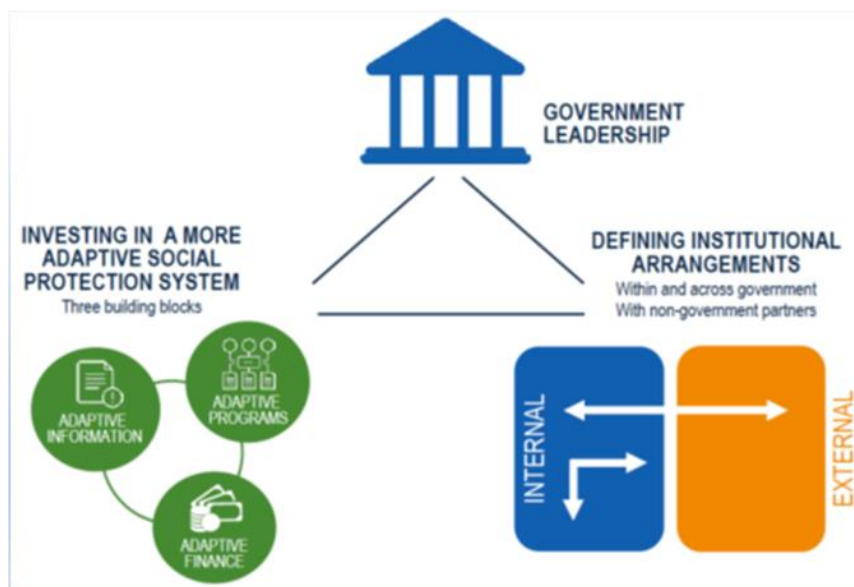 GOVERNMENT
LEADERSHIP
INVESTING IN A MORE
ADAPTIVE SOCIAL
PROTECTION SYSTEM
Three building blocks
DEFINING INSTITUTIONAL
ARRANGEMENTS
Within and across government
With non-government partners
ADAPTIVE
INFORMATION
ADAPTIVE
PROGRAMS
ADAPTIVE
FINANCE
INTERNAL
EXTERNAL